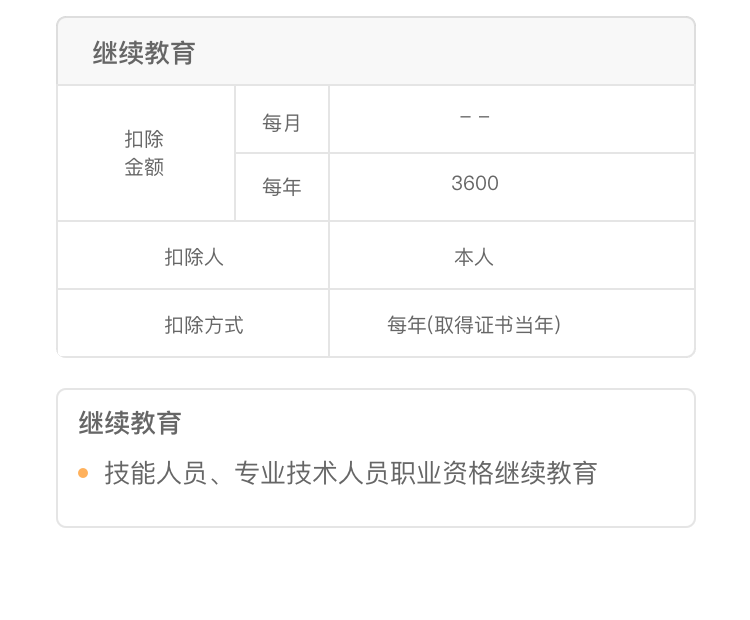 继续教育
扣除
金额
每月
– –
每年
3600
扣除人
本人
扣除方式
每年(取得证书当年)
继续教育
技能人员、专业技术人员职业资格继续教育